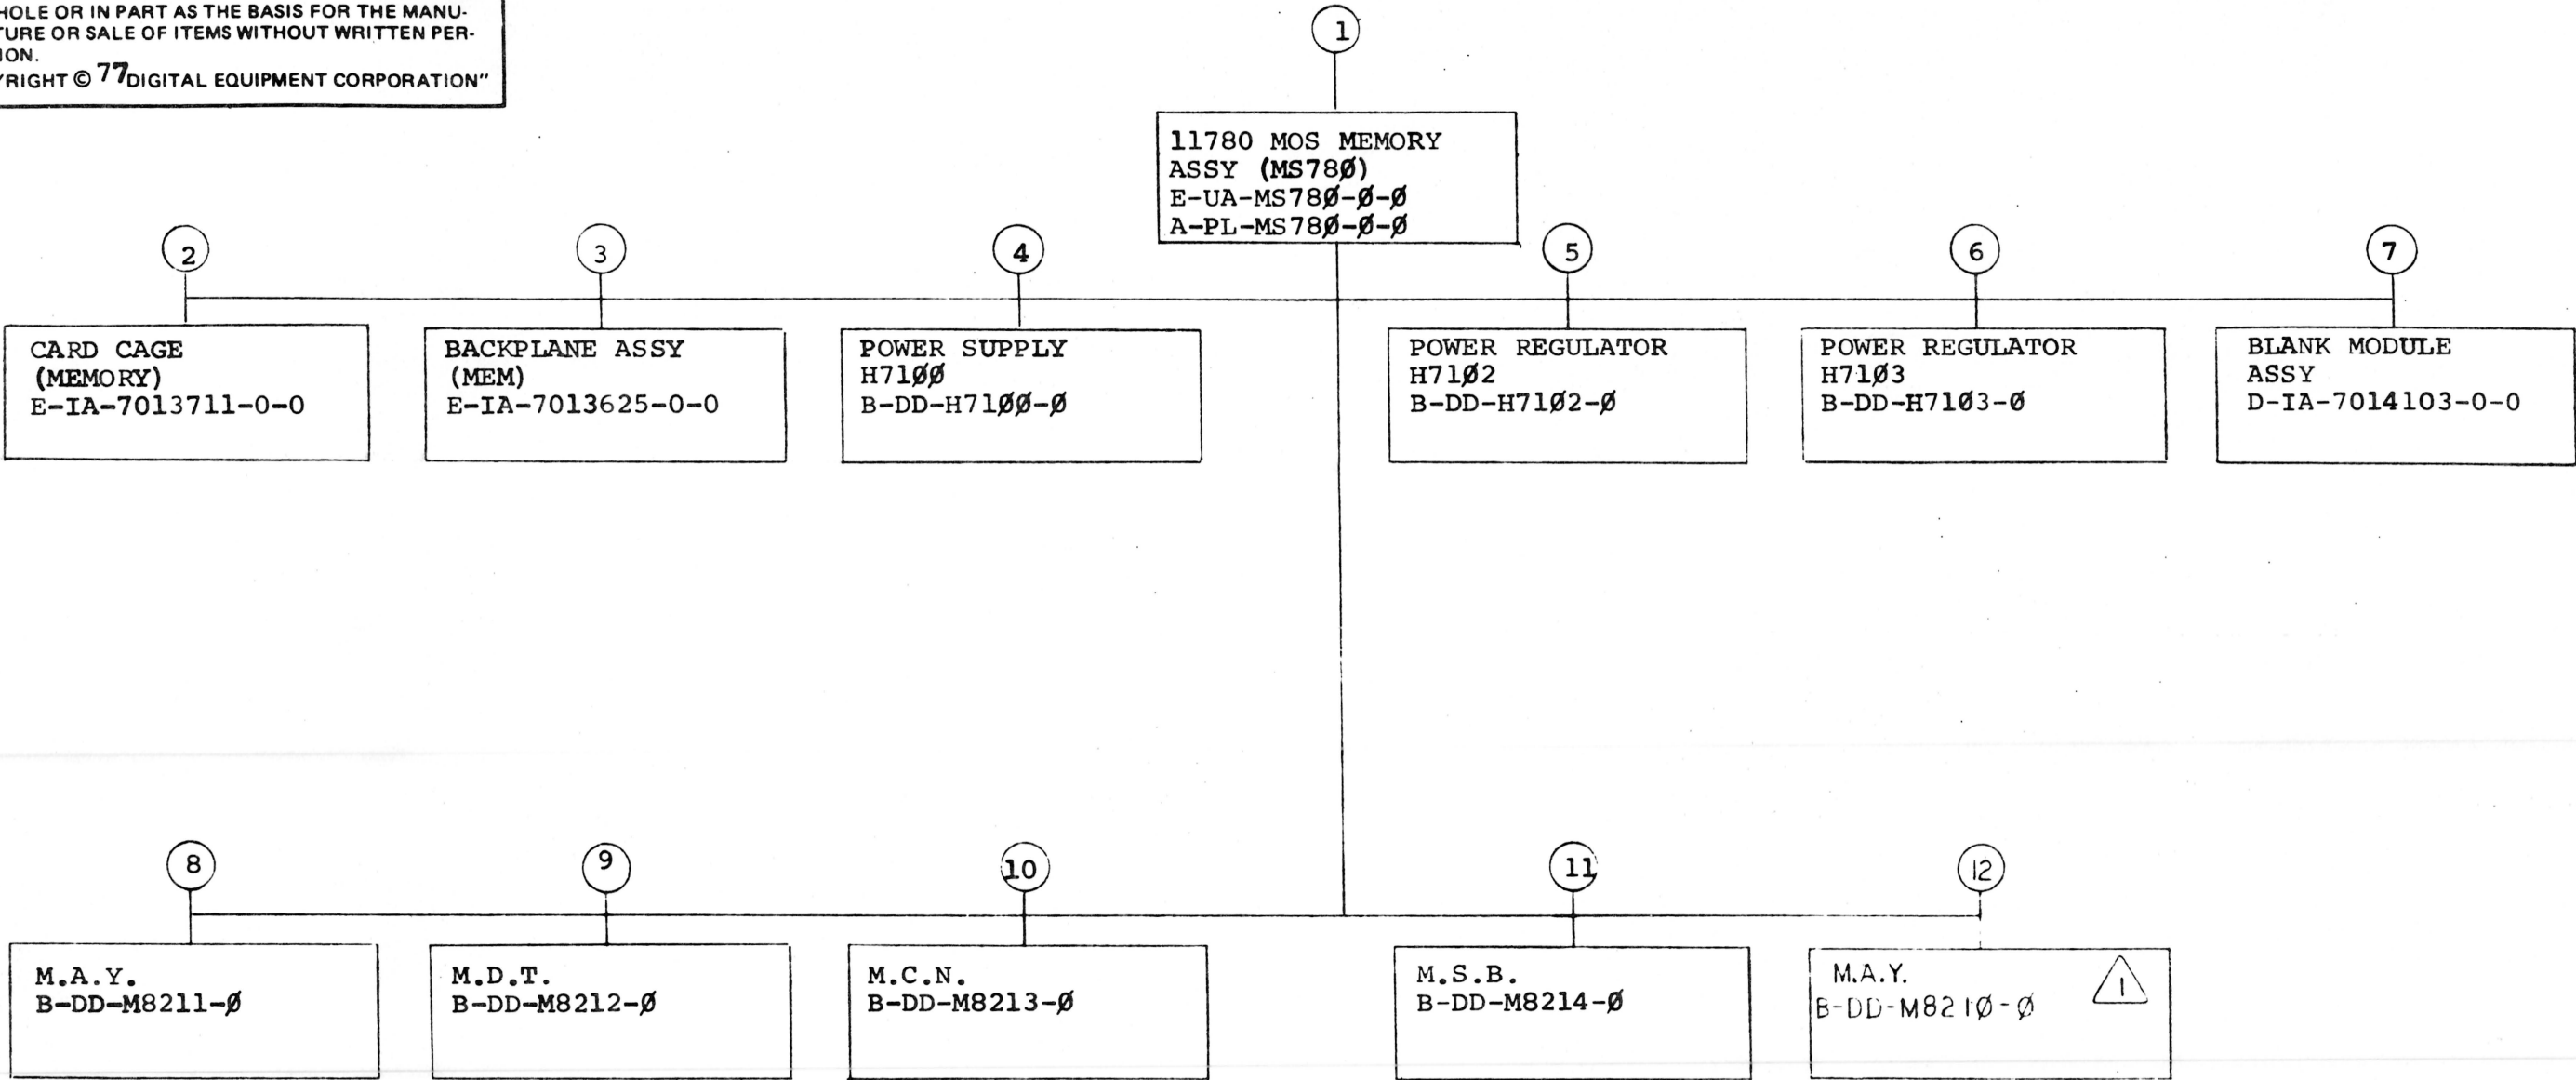 HOLE OR IN PART AS THE BASIS FOR THE MANU-
TURE OR SALE OF ITEMS WITHOUT WRITTEN PER-
ION.
RIGHT © 77 DIGITAL EQUIPMENT CORPORATION"
1
11780 MOS MEMORY
ASSY (MS78Ø)
E-UA-MS78Ø-Ø-Ø
A-PL-MS78Ø-Ø-Ø
2
3
4
5
6
7
CARD CAGE
(MEMORY)
E-IA-7013711-0-0
BACKPLANE ASSY
(MEM)
E-IA-7013625-0-0
POWER SUPPLY
H71ØØ
B-DD-H71ØØ-Ø
POWER REGULATOR
H71Ø2
B-DD-H71Ø2-Ø
POWER REGULATOR
H71Ø3
B-DD-H71Ø3-Ø
BLANK MODULE
ASSY
D-IA-7014103-0-0
8
9
10
11
12
M.A.Y.
B-DD-M8211-Ø
M.D.T.
B-DD-M8212-Ø
M.C.N.
B-DD-M8213-Ø
M.S.B.
B-DD-M8214-Ø
M.A.Y.
1
B-DD-M821Ø-Ø